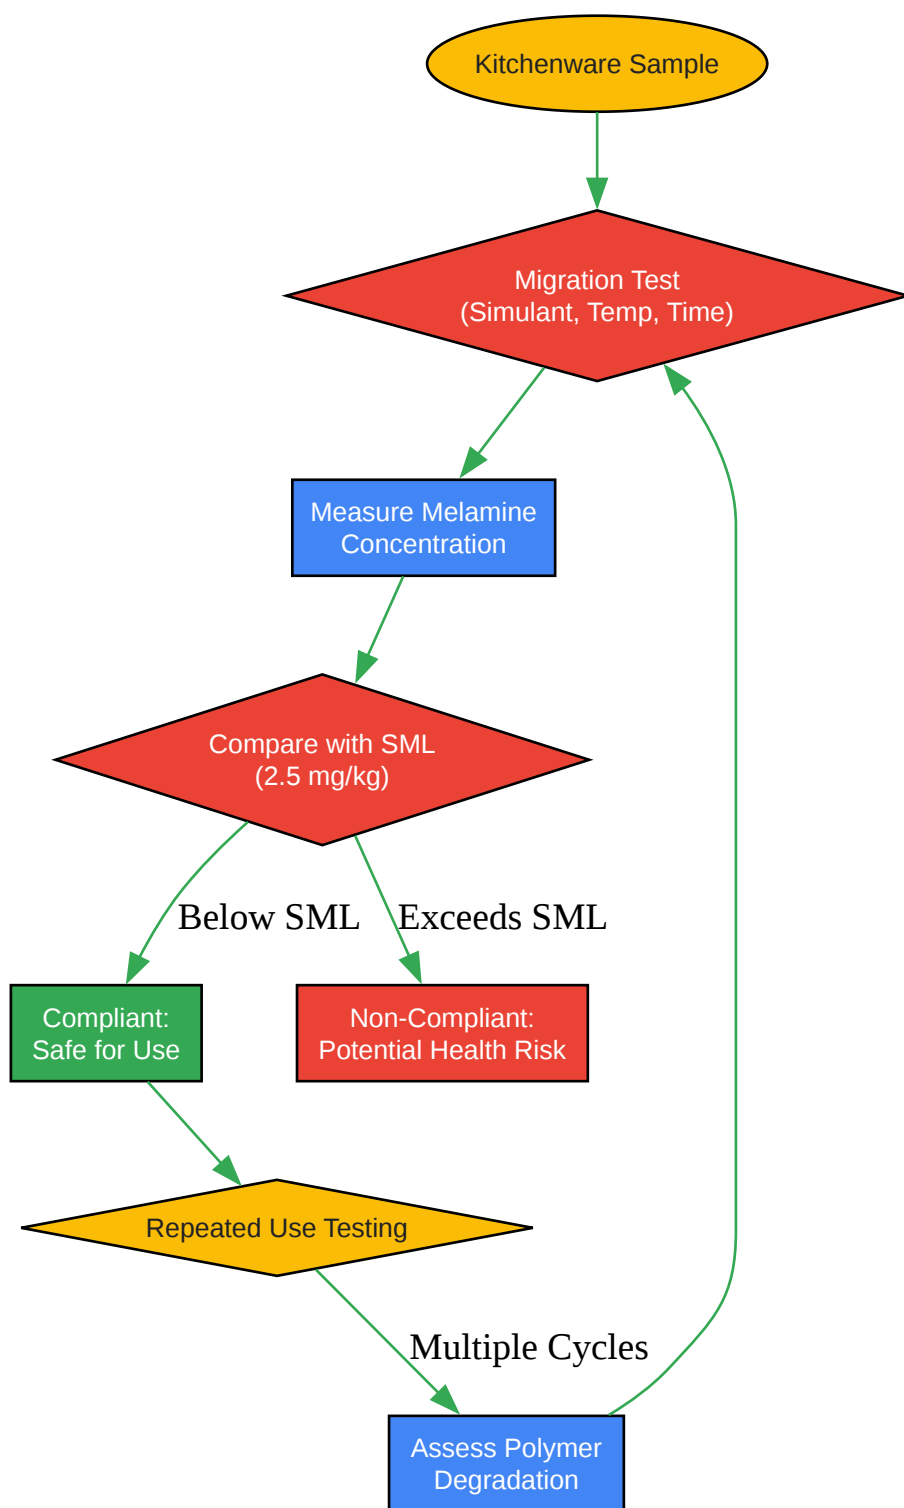 Kitchenware Sample
Migration Test
(Simulant, Temp, Time)
Measure Melamine
Concentration
Compare with SML
(2.5 mg/kg)
Below SML
Exceeds SML
Compliant:
Safe for Use
Non-Compliant:
Potential Health Risk
Repeated Use Testing
Multiple Cycles
Assess Polymer
Degradation